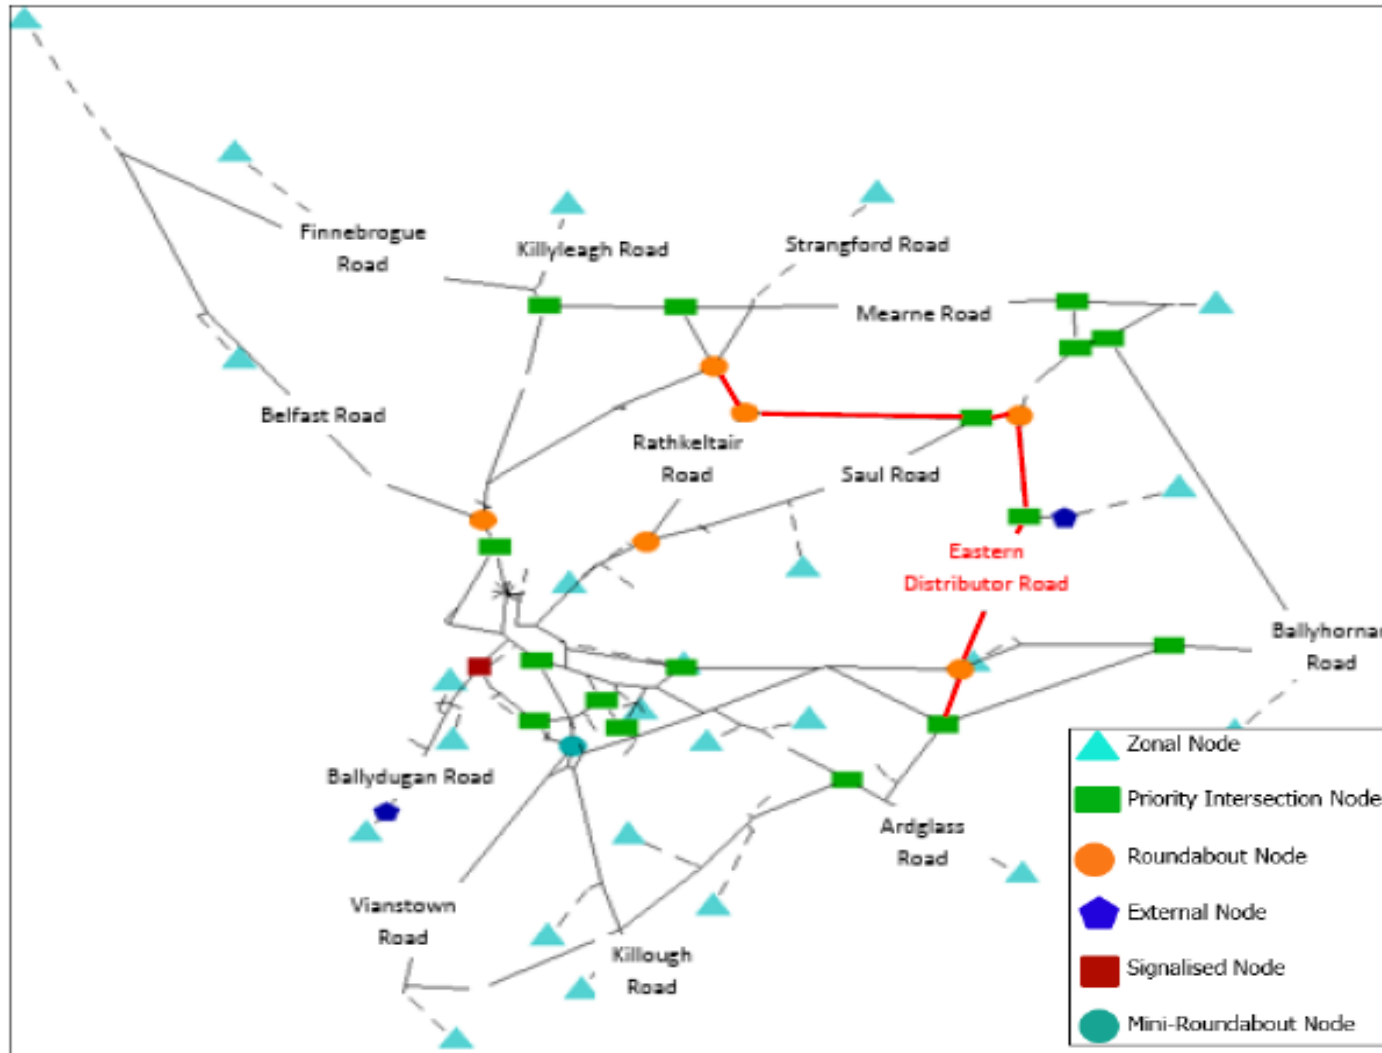 Finnebrogue
Road
Killyleagh Road
Strangford Road
Mearne Road
Belfast Road
Rathkeltair
Road
Saul Road
Eastern
Distributor Road
Ballyhornan
Road
Ballydugan Road
Ardglass
Road
Vianstown
Road
Killough
Road
Zonal Node
Priority Intersection Node
Roundabout Node
External Node
Signalised Node
Mini-Roundabout Node